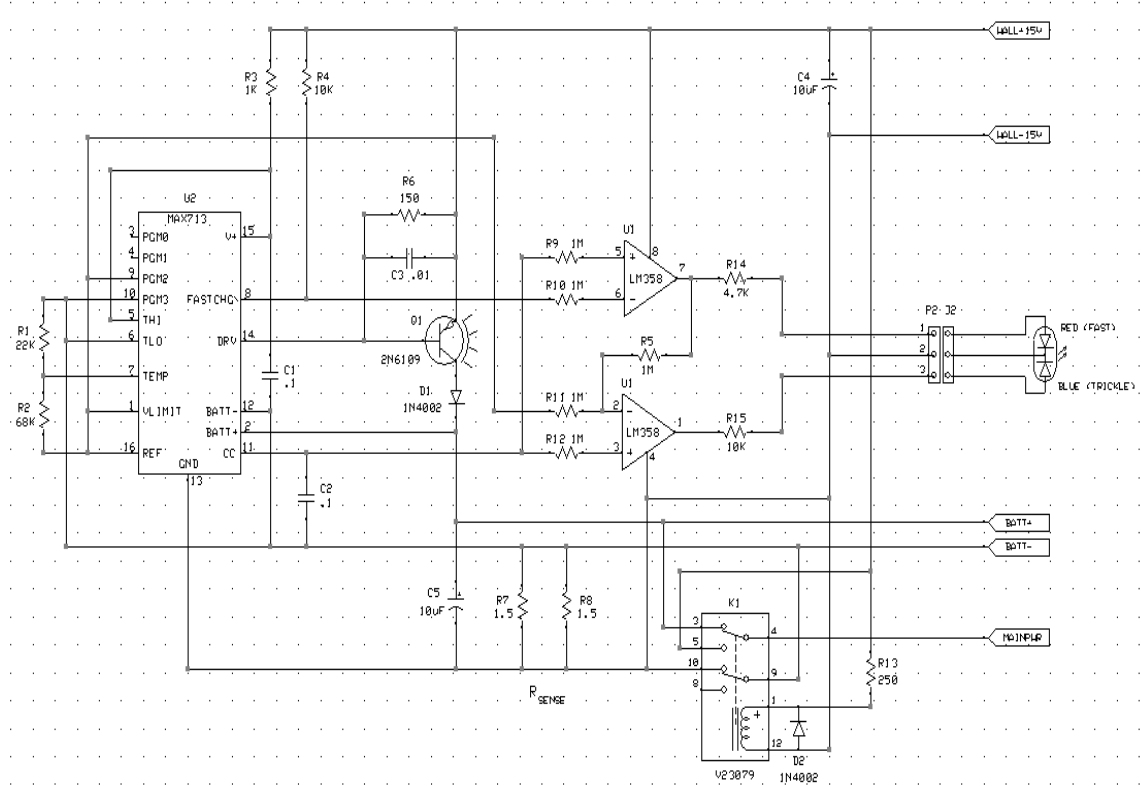 WALL+15V
R3
1K
R4
10K
C4
10uF
WALL-15V
R6
150
U2
MAX713
3 PGM0
V+ 15
4 PGM1
9 PGM2
10 PGM3
FASTCHG\ 8
5 THI
6 TLO
DRV 14
7 TEMP
1 VLIMIT
BATT- 12
BATT+ 2
16 REF
CC 11
GND
13
R1
22K
R2
68K
C3 .01
Q1
2N6109
D1
1N4002
C1
.1
C2
.1
R9 1M
R10 1M
U1
5 +
8
LM358
7
6 -
R14
4.7K
R5
1M
R11 1M
R12 1M
U1
2 -
LM358
1
3 +
4
R15
10K
P2 J2
1
2
3
RED (FAST)
BLUE (TRICKLE)
BATT+
BATT-
C5
10uF
R7
1.5
R8
1.5
R
SENSE
K1
3
4
5
10
9
8
1
+
12
MAINPWR
R13
250
D2
1N4002
V23079